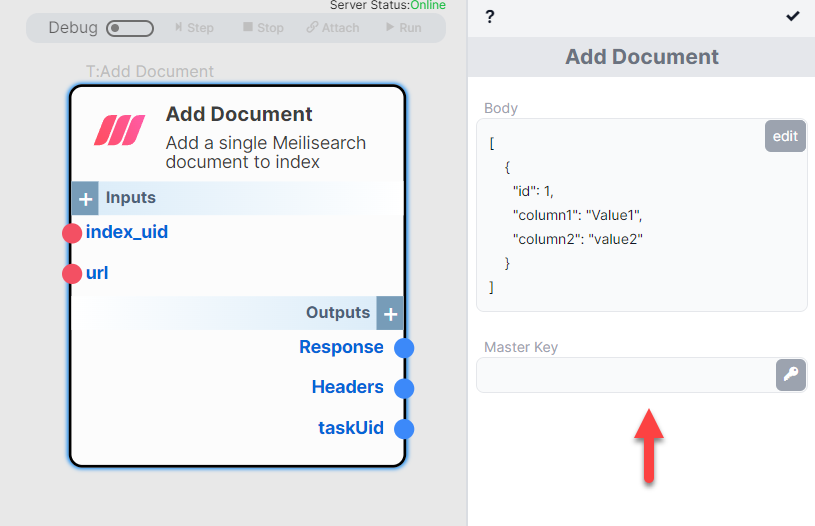 Server Status:Online
Debug
Step
Stop
Attach
Run
T:Add Document
Add Document
Add a single Meilisearch
document to index
+ Inputs
index_uid
url
Outputs +
Response
Headers
taskUid
?
Add Document
Body
edit
[
{
"id": 1,
"column1": "Value1",
"column2": "value2"
}
]
Master Key